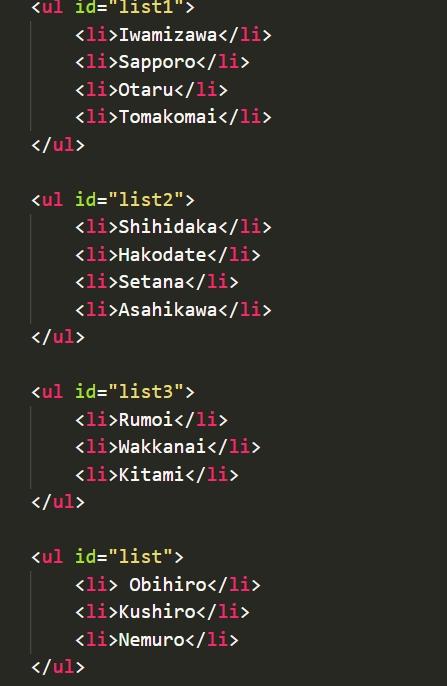 <ul id="list1">
<li>Iwamizawa</li>
<li>Sapporo</li>
<li>Otaru</li>
<li>Tomakomai</li>
</ul>
<ul id="list2">
<li>Shihidaka</li>
<li>Hakodate</li>
<li>Setana</li>
<li>Asahikawa</li>
</ul>
<ul id="list3">
<li>Rumoi</li>
<li>Wakkanai</li>
<li>Kitami</li>
</ul>
<ul id="list">
<li> Obihiro</li>
<li>Kushiro</li>
<li>Nemuro</li>
</ul>